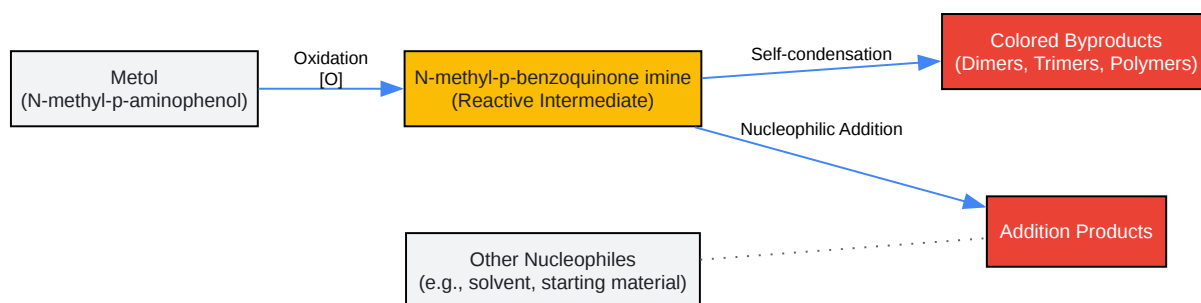 Metol
(N-methyl-p-aminophenol)
Oxidation
[O]
N-methyl-p-benzoquinone imine
(Reactive Intermediate)
Self-condensation
Colored Byproducts
(Dimers, Trimers, Polymers)
Nucleophilic Addition
Addition Products
Other Nucleophiles
(e.g., solvent, starting material)